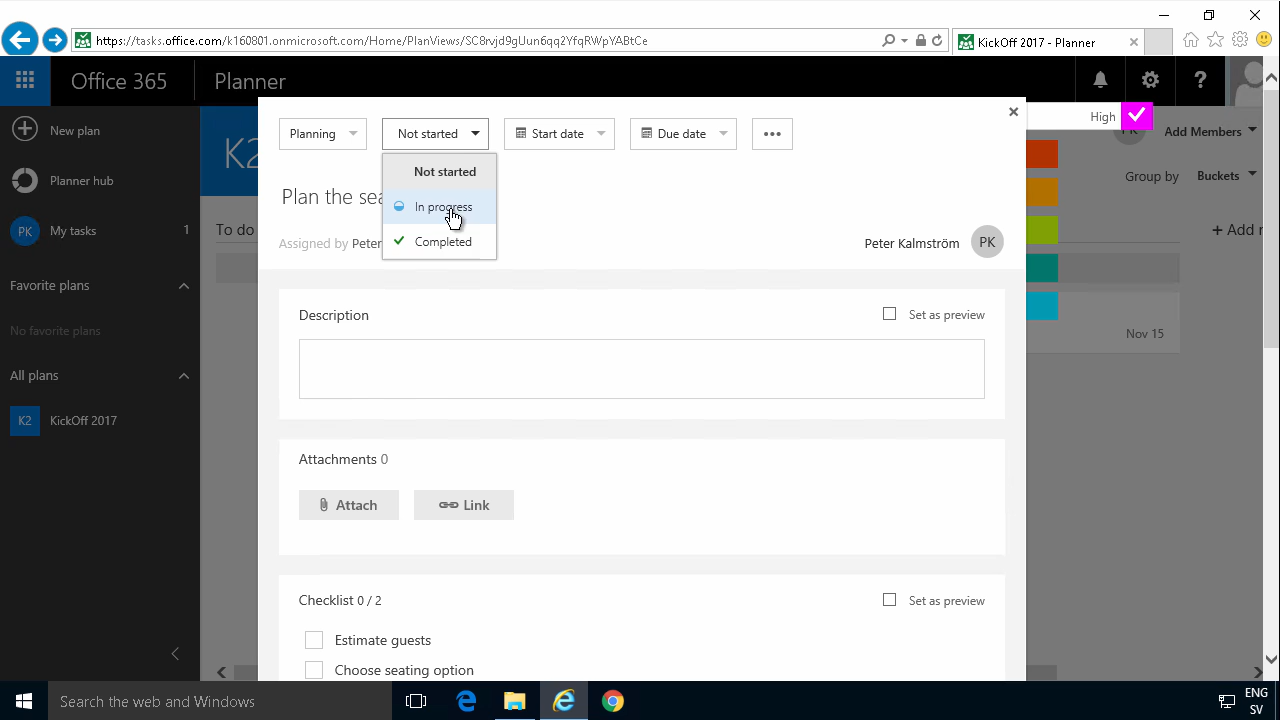 https://tasks.office.com/k160801.onmicrosoft.com/Home/PlanViews/SC8rvjd9gUun6qq2YfqRWpYABtCe
KickOff 2017 - Planner
Office 365
Planner
?
New plan
Planner hub
PK My tasks 1
Favorite plans
No favorite plans
All plans
K2 KickOff 2017
K2
To do
Planning
Not started
Start date
Due date
Not started
In progress
Completed
Plan the sea
Assigned by Peter
Peter Kalmström PK
High
Add Members
Group by Buckets
+ Add
Nov 15
Description
Set as preview
Attachments 0
Attach
Link
Checklist 0 / 2
Set as preview
Estimate guests
Choose seating option
Search the web and Windows
ENG
SV